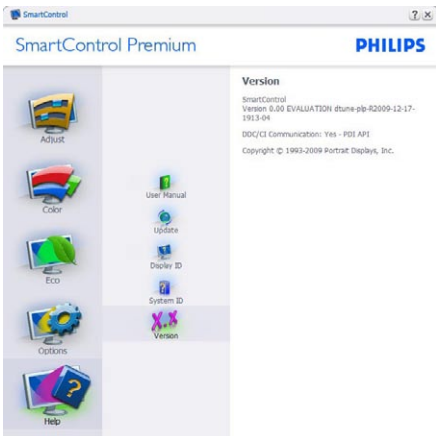 SmartControl
SmartControl Premium
PHILIPS
Adjust
Color
Eco
Options
Help
User Manual
Update
Display ID
System ID
X.X
Version
Version
SmartControl
Version 0.00 EVALUATION dtune-plp-R2009-12-17-
1913-04
DDC/CI Communication: Yes - PDI API
Copyright © 1993-2009 Portrait Displays, Inc.